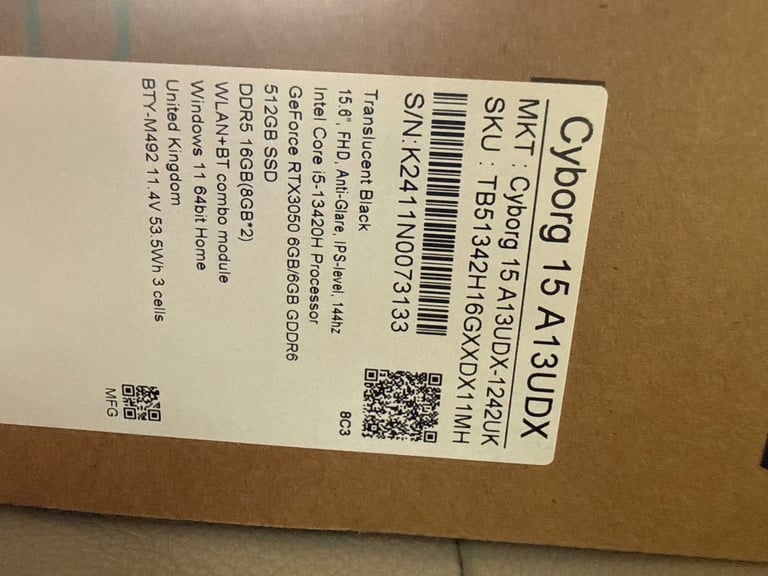 Cyborg 15 A13UDX
MKT : Cyborg 15 A13UDX-1242UK
SKU : TB51342H16GXXDX11MH
S/N:K2411N0073133
Translucent Black
15.6", FHD, Anti-Glare, IPS-level, 144hz
Intel Core i5-13420H Processor
GeForce RTX3050 6GB/6GB GDDR6
512GB SSD
DDR5 16GB(8GB*2)
WLAN+BT combo module
Windows 11 64bit Home
United Kingdom
BTY-M492 11.4V 53.5Wh 3 cells
8C3
MFG